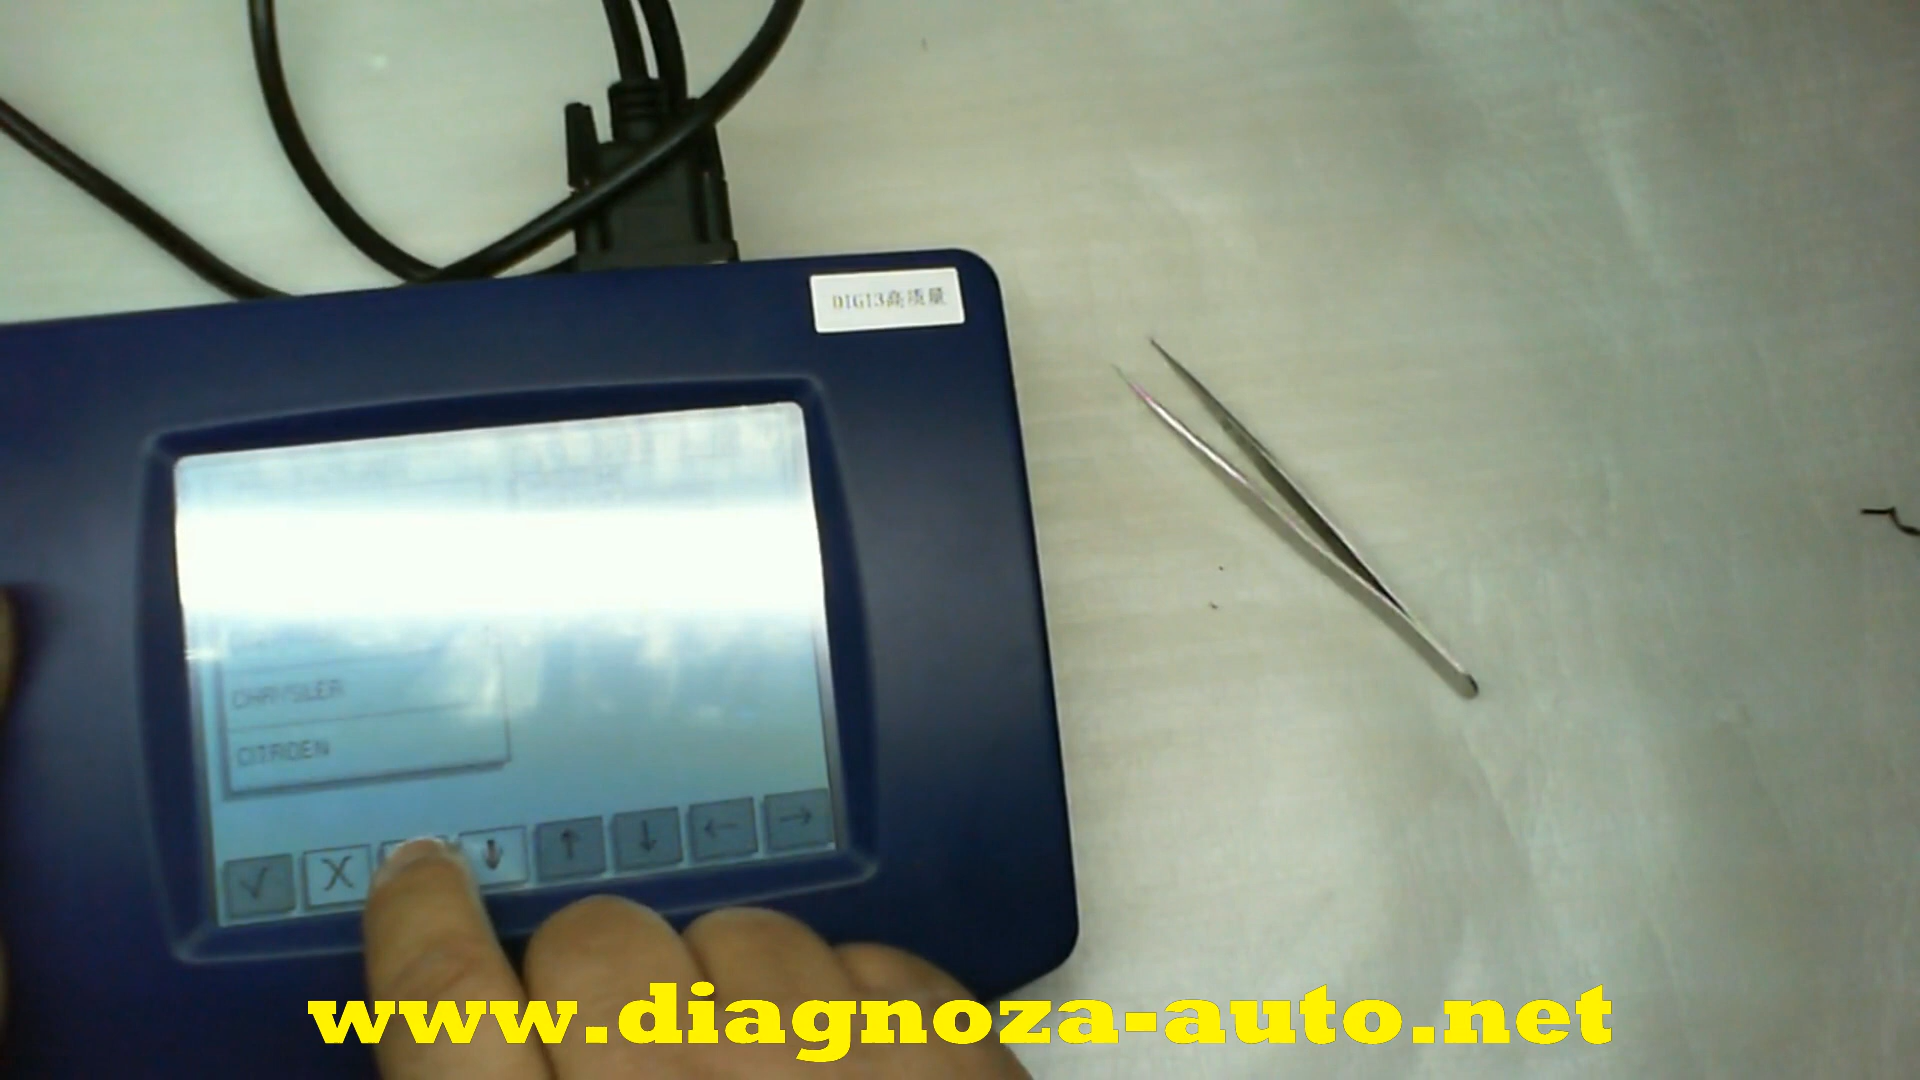 DIGI3高质量
CHRYSLER
CITROEN
X
www.diagnoza-auto.net